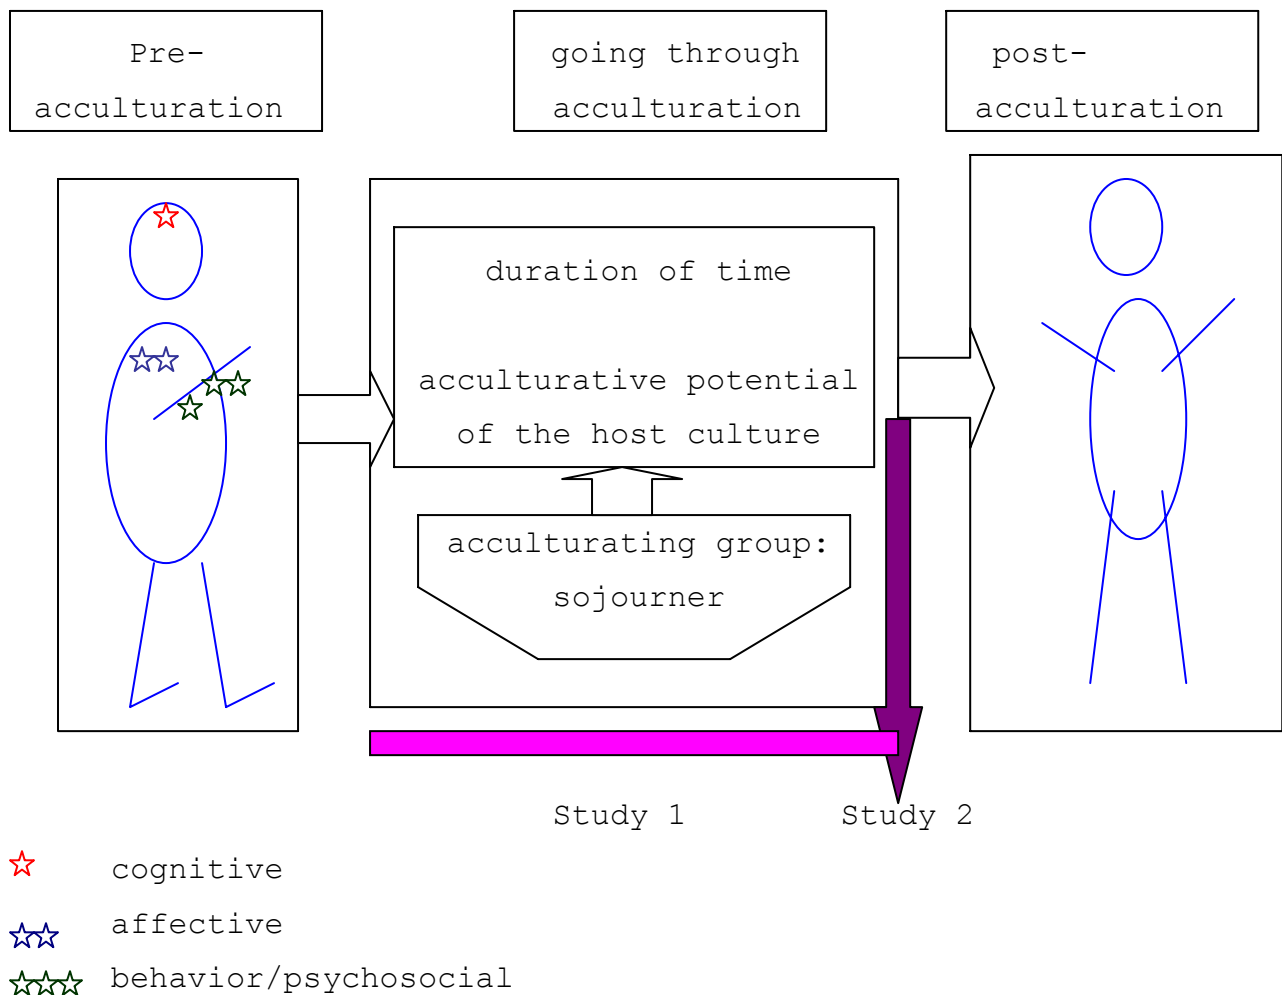 Pre-
acculturation
going through
acculturation
post-
acculturation
duration of time
acculturative potential
of the host culture
acculturating group:
sojourner
Study 1
Study 2
cognitive
affective
behavior/psychosocial